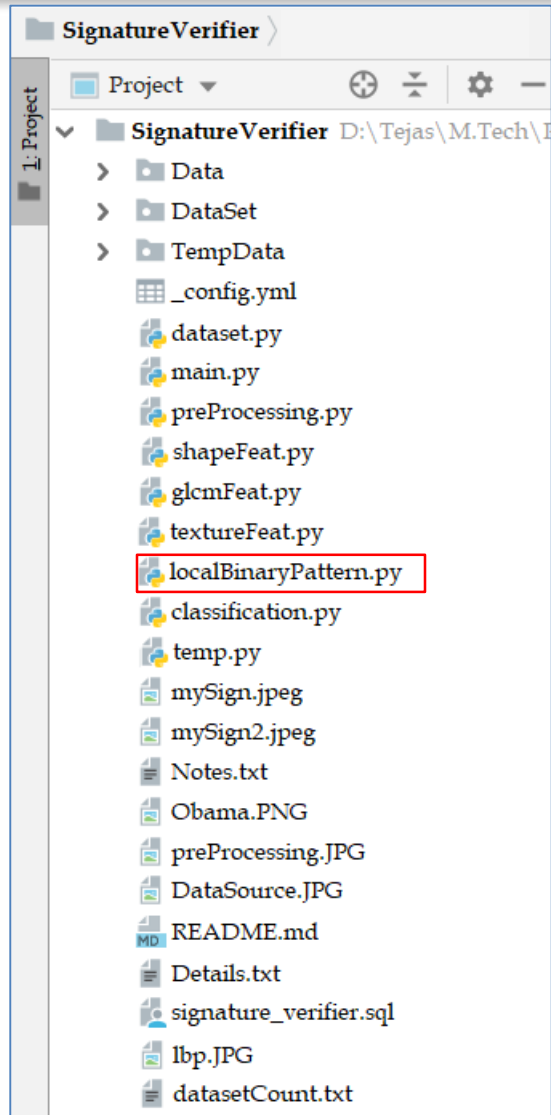 SignatureVerifier
1: Project
Project
SignatureVerifier D:\Tejas\M.Tech\
Data
DataSet
TempData
_config.yml
dataset.py
main.py
preProcessing.py
shapeFeat.py
glcmFeat.py
textureFeat.py
localBinaryPattern.py
classification.py
temp.py
mySign.jpeg
mySign2.jpeg
Notes.txt
Obama.PNG
preProcessing.JPG
DataSource.JPG
MD README.md
Details.txt
signature_verifier.sql
lbp.JPG
datasetCount.txt